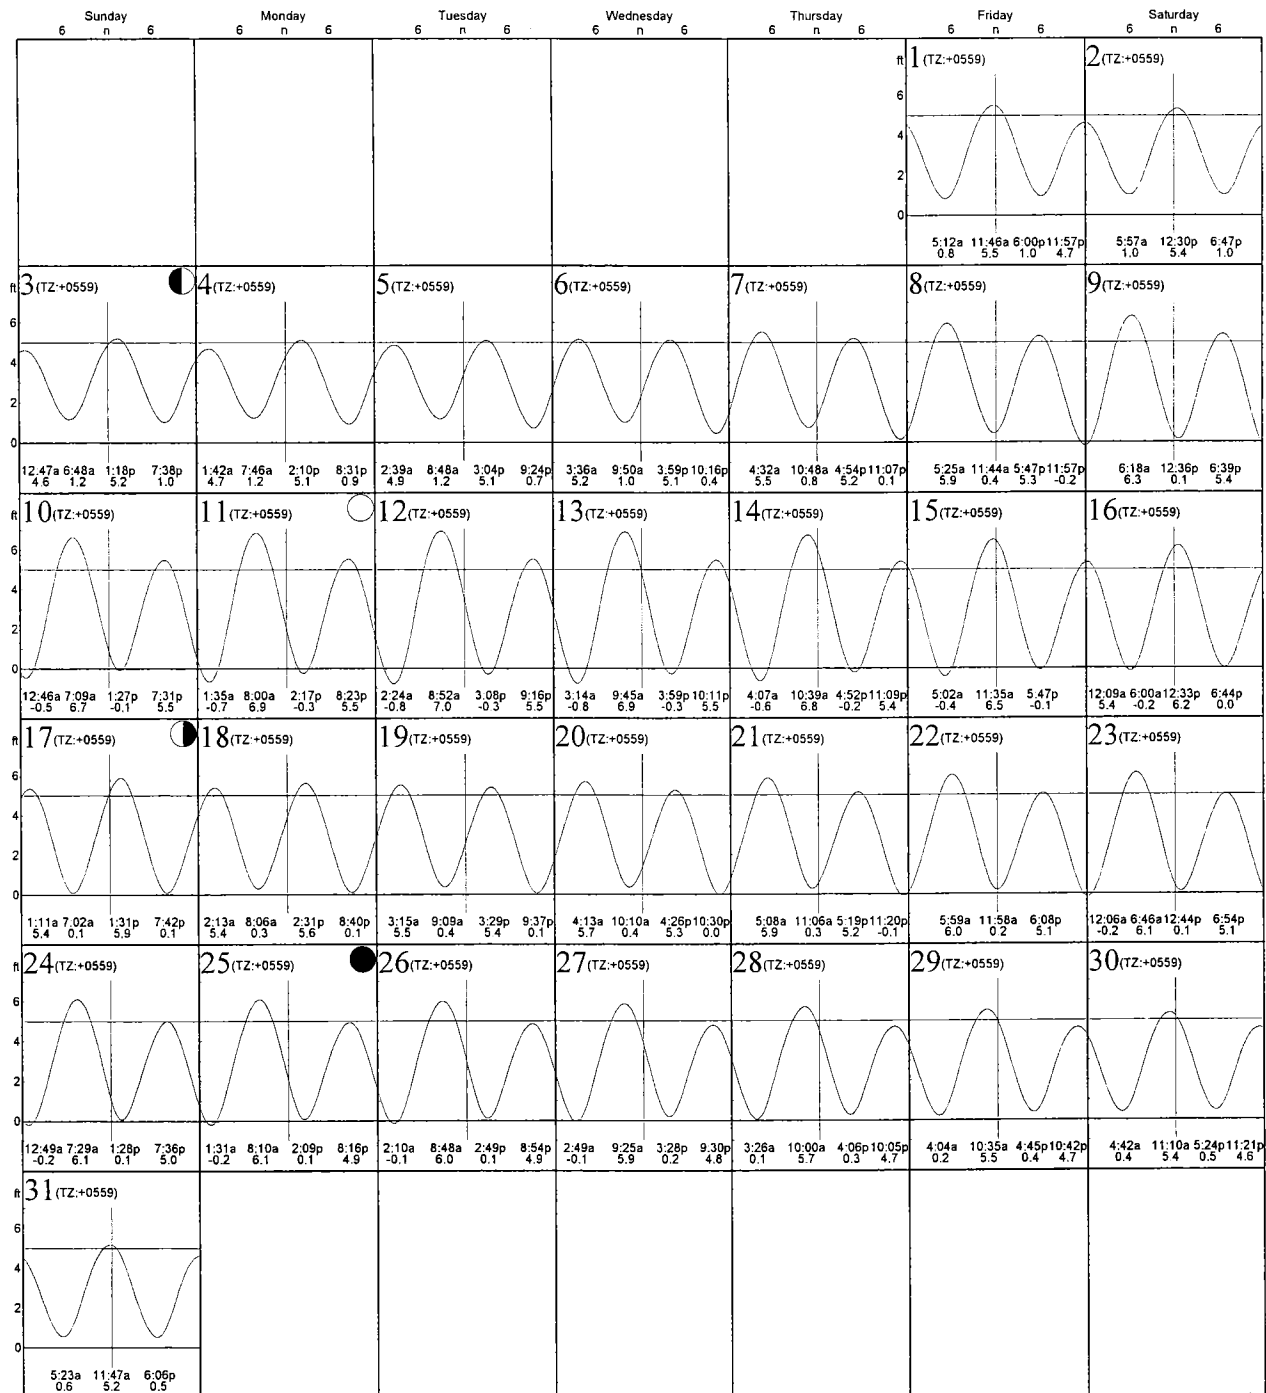 Sunday Monday Tuesday Wednesday Thursday Friday Saturday
6 n 6 6 n 6 6 n 6 6 n 6 6 n 6 6 n 6 6 n 6
ft 1 (TZ:+0559) 2 (TZ:+0559)
6
4
2
0
5:12a 11:46a 6:00p 11:57p 5:57a 12:30p 6:47p
0.8 5.5 1.0 4.7 1.0 5.4 1.0
ft 3 (TZ:+0559) 4 (TZ:+0559) 5 (TZ:+0559) 6 (TZ:+0559) 7 (TZ:+0559) 8 (TZ:+0559) 9 (TZ:+0559)
6
4
2
0
12:47a 6:48a 1:18p 7:38p 1:42a 7:46a 2:10p 8:31p 2:39a 8:48a 3:04p 9:24p 3:36a 9:50a 3:59p 10:16p 4:32a 10:48a 4:54p 11:07p 5:25a 11:44a 5:47p 11:57p 6:18a 12:36p 6:39p
4.6 1.2 5.2 1.0 4.7 1.2 5.1 0.9 4.9 1.2 5.1 0.7 5.2 1.0 5.1 0.4 5.5 0.8 5.2 0.1 5.9 0.4 5.3 -0.2 6.3 0.1 5.4
ft 10 (TZ:+0559) 11 (TZ:+0559) 12 (TZ:+0559) 13 (TZ:+0559) 14 (TZ:+0559) 15 (TZ:+0559) 16 (TZ:+0559)
6
4
2
0
12:46a 7:09a 1:27p 7:31p 1:35a 8:00a 2:17p 8:23p 2:24a 8:52a 3:08p 9:16p 3:14a 9:45a 3:59p 10:11p 4:07a 10:39a 4:52p 11:09p 5:02a 11:35a 5:47p 12:09a 6:00a 12:33p 6:44p
-0.5 6.7 -0.1 5.5 -0.7 6.9 -0.3 5.5 -0.8 7.0 -0.3 5.5 -0.8 6.9 -0.3 5.5 -0.6 6.8 -0.2 5.4 -0.4 6.5 -0.1 5.4 -0.2 6.2 0.0
ft 17 (TZ:+0559) 18 (TZ:+0559) 19 (TZ:+0559) 20 (TZ:+0559) 21 (TZ:+0559) 22 (TZ:+0559) 23 (TZ:+0559)
6
4
2
0
1:11a 7:02a 1:31p 7:42p 2:13a 8:06a 2:31p 8:40p 3:15a 9:09a 3:29p 9:37p 4:13a 10:10a 4:26p 10:30p 5:08a 11:06a 5:19p 11:20p 5:59a 11:58a 6:08p 12:06a 6:46a 12:44p 6:54p
5.4 0.1 5.9 0.1 5.4 0.3 5.6 0.1 5.5 0.4 5.4 0.1 5.7 0.4 5.3 0.0 5.9 0.3 5.2 -0.1 6.0 0.2 5.1 -0.2 6.1 0.1 5.1
ft 24 (TZ:+0559) 25 (TZ:+0559) 26 (TZ:+0559) 27 (TZ:+0559) 28 (TZ:+0559) 29 (TZ:+0559) 30 (TZ:+0559)
6
4
2
0
12:49a 7:29a 1:28p 7:36p 1:31a 8:10a 2:09p 8:16p 2:10a 8:48a 2:49p 8:54p 2:49a 9:25a 3:28p 9:30p 3:26a 10:00a 4:06p 10:05p 4:04a 10:35a 4:45p 10:42p 4:42a 11:10a 5:24p 11:21p
-0.2 6.1 0.1 5.0 -0.2 6.1 0.1 4.9 -0.1 6.0 0.1 4.9 -0.1 5.9 0.2 4.8 0.1 5.7 0.3 4.7 0.2 5.5 0.4 4.7 0.4 5.4 0.5 4.6
ft 31 (TZ:+0559)
6
4
2
0
5:23a 11:47a 6:06p
0.6 5.2 0.5